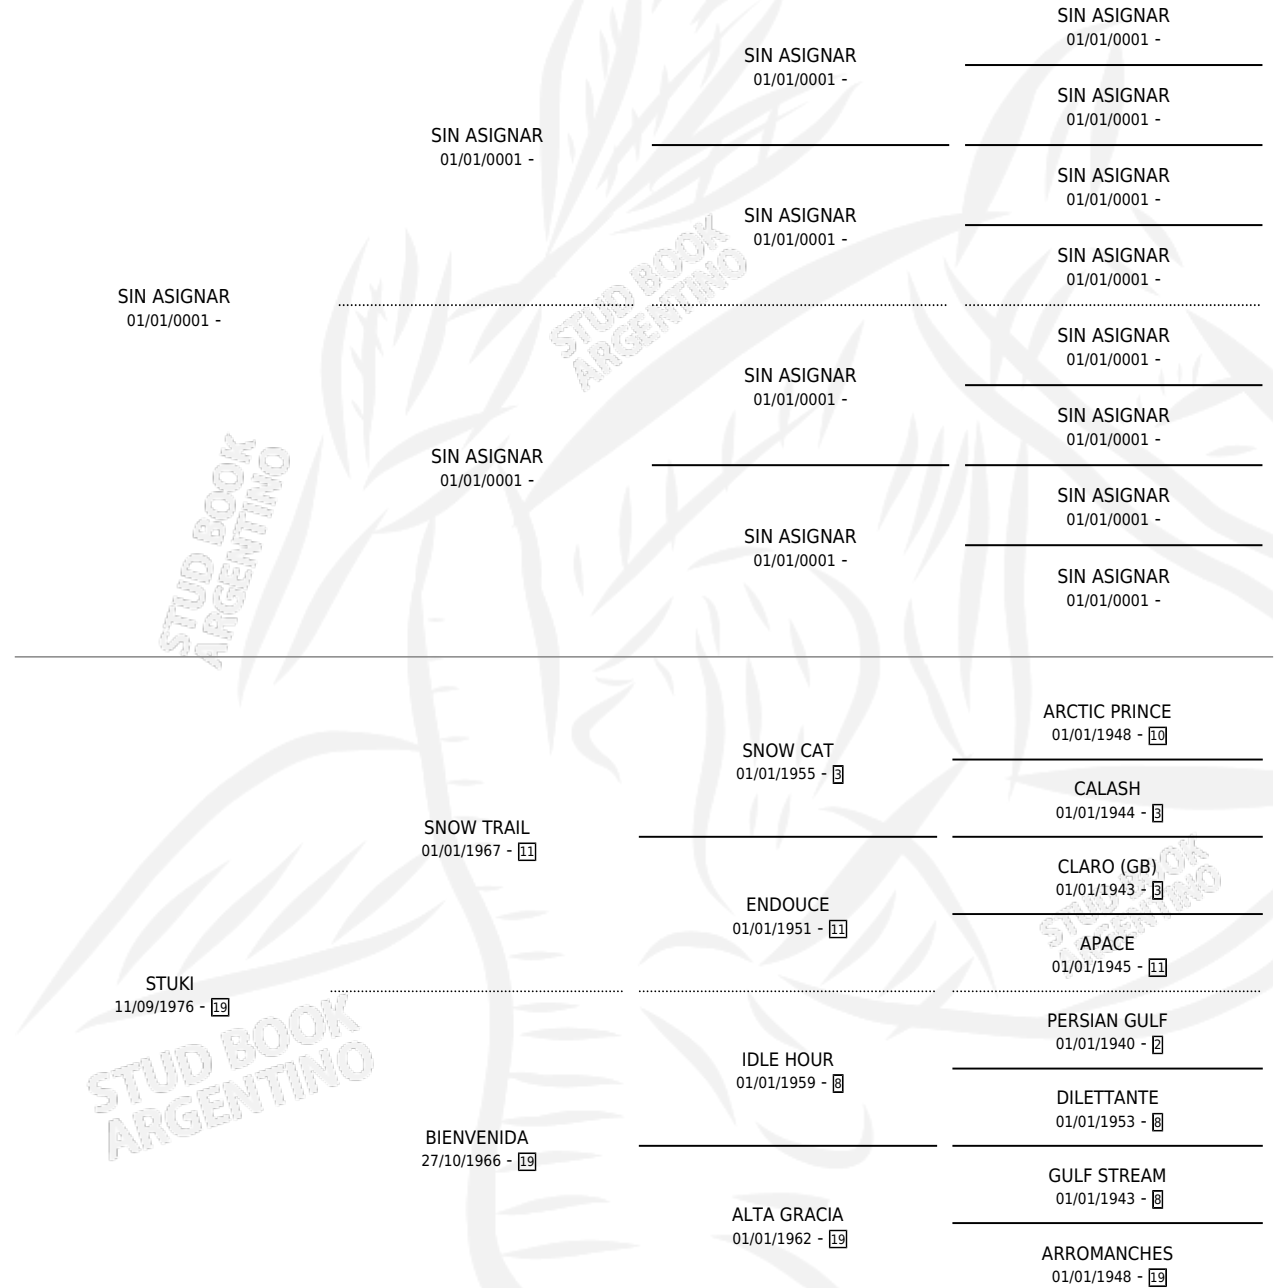 SIN ASIGNAR
01/01/0001 -
SIN ASIGNAR
01/01/0001 -
SIN ASIGNAR
01/01/0001 -
SIN ASIGNAR
01/01/0001 -
SIN ASIGNAR
01/01/0001 -
SIN ASIGNAR
01/01/0001 -
SIN ASIGNAR
01/01/0001 -
SIN ASIGNAR
01/01/0001 -
SIN ASIGNAR
01/01/0001 -
SIN ASIGNAR
01/01/0001 -
SIN ASIGNAR
01/01/0001 -
SIN ASIGNAR
01/01/0001 -
SIN ASIGNAR
01/01/0001 -
SIN ASIGNAR
01/01/0001 -
SIN ASIGNAR
01/01/0001 -
STUD BOOK
ARGENTINO
STUD BOOK
ARGENTINO
ARCTIC PRINCE
01/01/1948 - 10
SNOW CAT
01/01/1955 - 3
CALASH
01/01/1944 - 3
SNOW TRAIL
01/01/1967 - 11
CLARO (GB)
01/01/1943 - 3
ENDOUCE
01/01/1951 - 11
APACE
01/01/1945 - 11
STUKI
11/09/1976 - 19
PERSIAN GULF
01/01/1940 - 2
IDLE HOUR
01/01/1959 - 8
DILETTANTE
01/01/1953 - 8
BIENVENIDA
27/10/1966 - 19
GULF STREAM
01/01/1943 - 8
ALTA GRACIA
01/01/1962 - 19
ARROMANCHES
01/01/1948 - 19
STUD BOOK
ARGENTINO
STUD BOOK
ARGENTINO